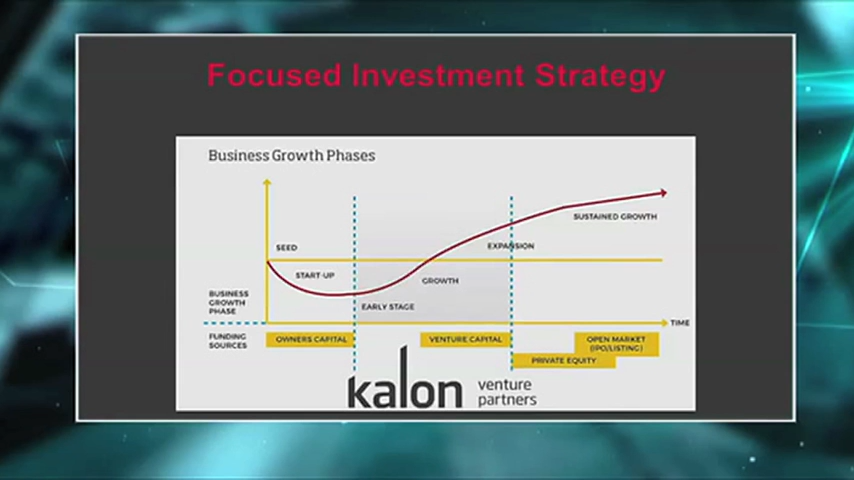 Focused Investment Strategy
Business Growth Phases
SUSTAINED GROWTH
SEED
EXPANSION
START-UP
GROWTH
BUSINESS
GROWTH
PHASE
EARLY STAGE
TIME
FUNDING
SOURCES
OWNERS CAPITAL
VENTURE CAPITAL
OPEN MARKET
(IPO/LISTING)
PRIVATE EQUITY
kalon venture
partners